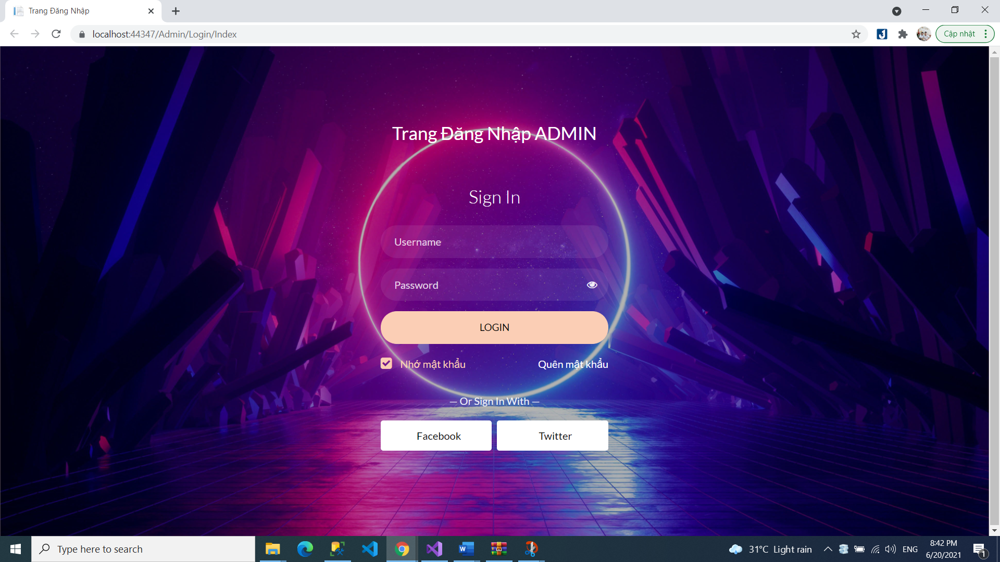 Trang Đăng Nhập
localhost:44347/Admin/Login/Index
Cập nhật
Trang Đăng Nhập ADMIN
Sign In
Username
Password
LOGIN
Nhớ mật khẩu
Quên mật khẩu
— Or Sign In With —
Facebook
Twitter
Type here to search
31°C Light rain
ENG
8:42 PM
6/20/2021
1